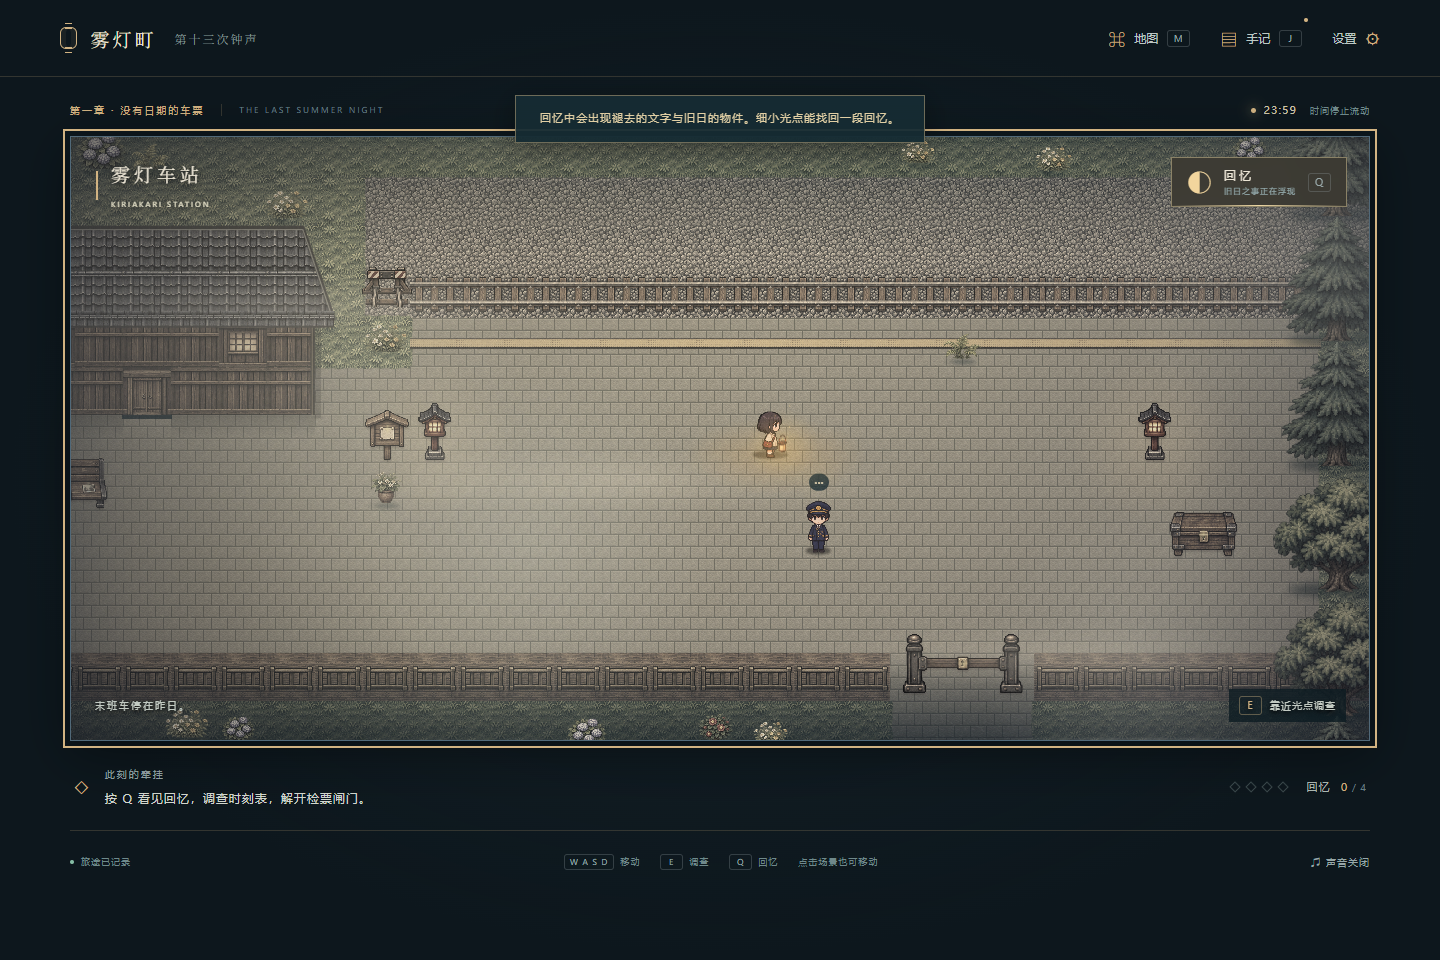 雾灯町 第十三次钟声
地图 M 手记 J 设置
第一章 · 没有日期的车票 THE LAST SUMMER NIGHT
回忆中会出现褪去的文字与旧日的物件。细小光点能找回一段回忆。
23:59 时间停止流动
雾灯车站
KIRIAKARI STATION
回忆 Q
旧日之事正在浮现
末班车停在昨日。
E 靠近光点调查
此刻的牵挂
按 Q 看见回忆，调查时刻表，解开检票闸门。
回忆 0 / 4
旅途已记录
W A S D 移动 E 调查 Q 回忆 点击场景也可移动
声音关闭